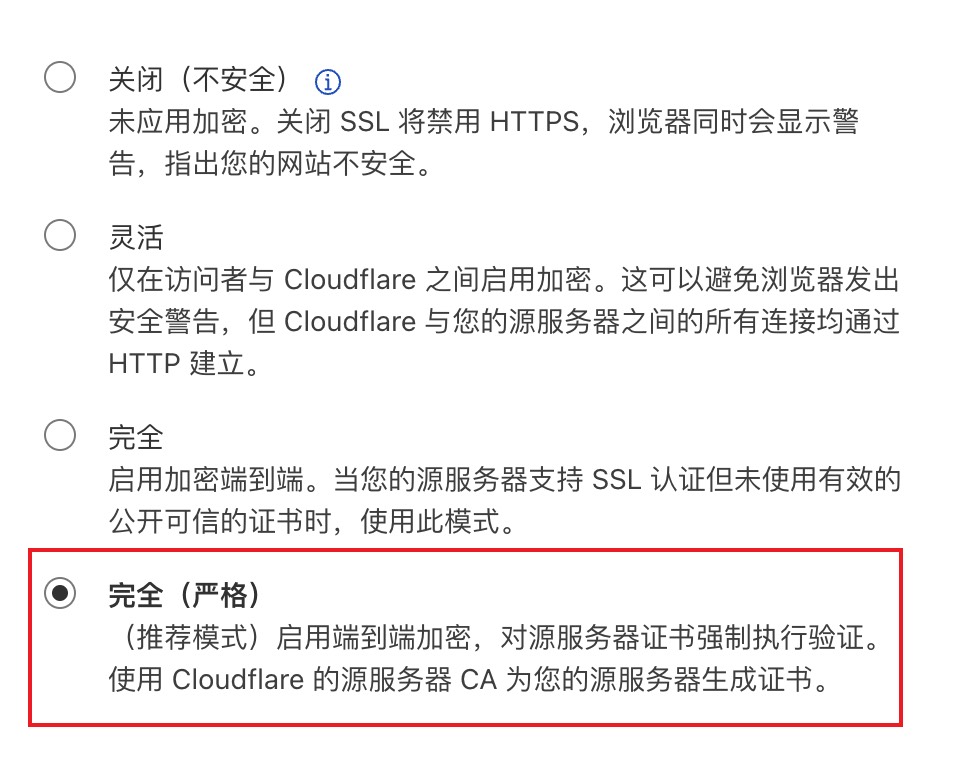 关闭（不安全）
未应用加密。关闭 SSL 将禁用 HTTPS，浏览器同时会显示警
告，指出您的网站不安全。
灵活
仅在访问者与 Cloudflare 之间启用加密。这可以避免浏览器发出
安全警告，但 Cloudflare 与您的源服务器之间的所有连接均通过
HTTP 建立。
完全
启用加密端到端。当您的源服务器支持 SSL 认证但未使用有效的
公开可信的证书时，使用此模式。
完全（严格）
（推荐模式）启用端到端加密，对源服务器证书强制执行验证。
使用 Cloudflare 的源服务器 CA 为您的源服务器生成证书。